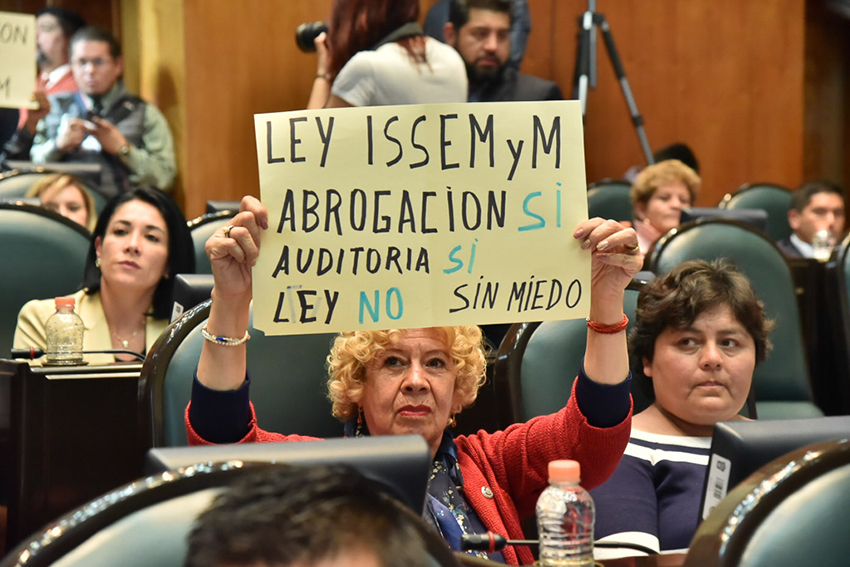 LEY ISSEMyM
ABROGACION SÍ
AUDITORIA SÍ
LEY NO SIN MIEDO